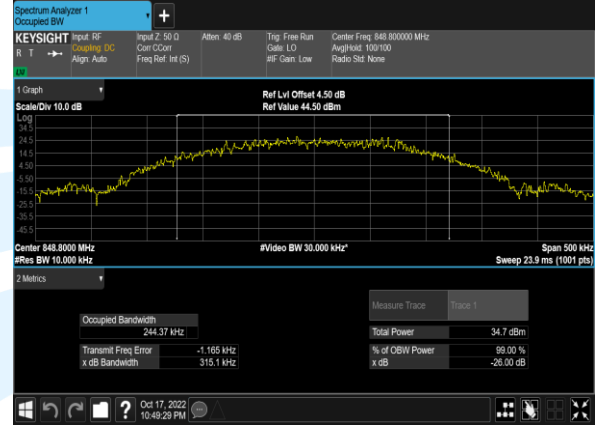 Spectrum Analyzer 1
Occupied BW
KEYSIGHT Input: RF Input Z: 50 Ω Atten: 40 dB Trig: Free Run Center Freq: 848.800000 MHz
R T Coupling: DC Corr CCorr Gate: LO Avg|Hold: 100/100
Align: Auto Freq Ref: Int (S) #IF Gain: Low Radio Std: None
1 Graph
Ref Lvl Offset 4.50 dB
Scale/Div 10.0 dB Ref Value 44.50 dBm
Log
34.5
24.5
14.5
4.50
-5.50
-15.5
-25.5
-35.5
-45.5
Center 848.8000 MHz #Video BW 30.000 kHz* Span 500 kHz
#Res BW 10.000 kHz Sweep 23.9 ms (1001 pts)
2 Metrics
Measure Trace Trace 1
Occupied Bandwidth
244.37 kHz
Total Power 34.7 dBm
Transmit Freq Error -1.165 kHz % of OBW Power 99.00 %
x dB Bandwidth 315.1 kHz x dB -26.00 dB
Oct 17, 2022
10:49:29 PM